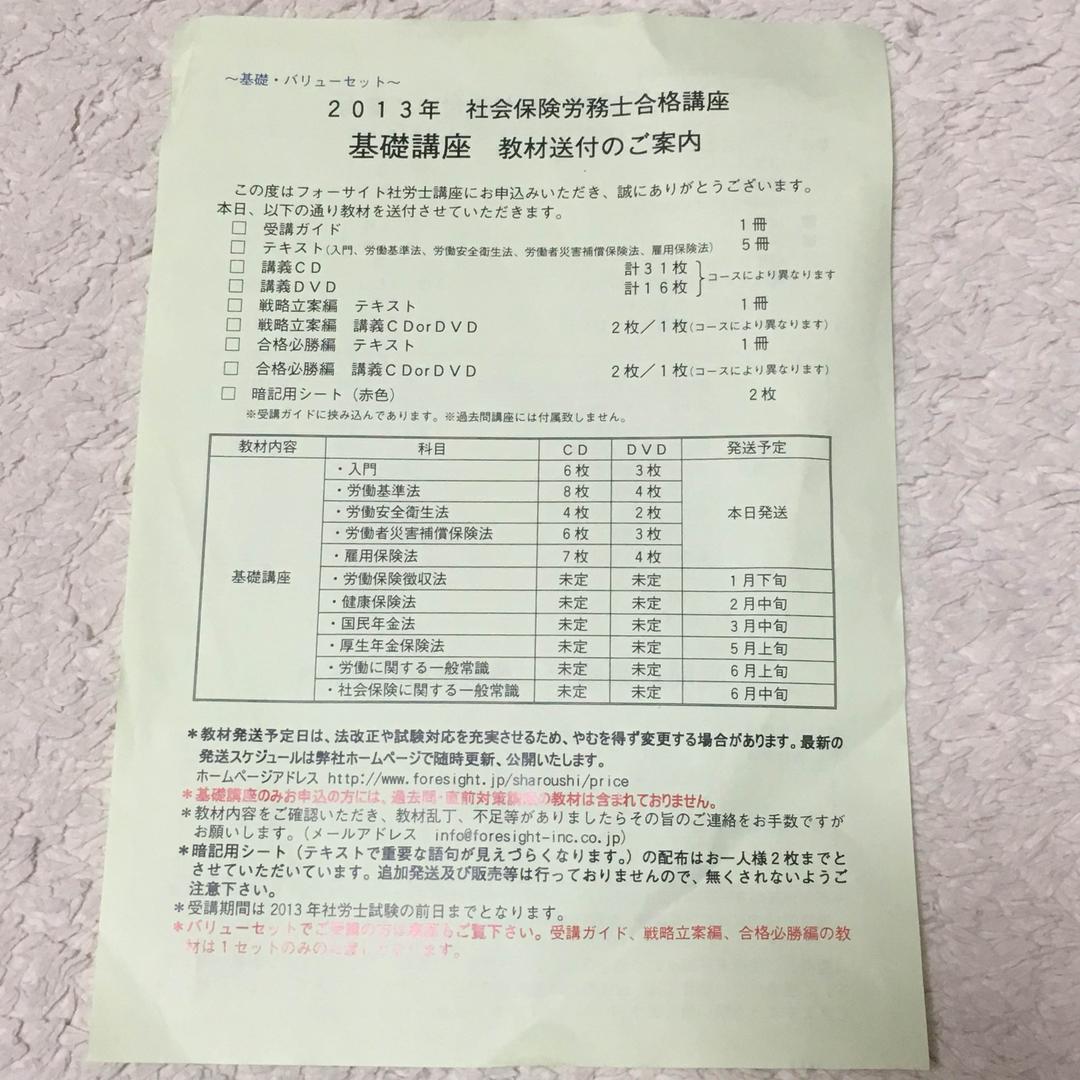 ～基礎・バリューセット～
２０１３年　社会保険労務士合格講座
基礎講座　教材送付のご案内
この度はフォーサイト社労士講座にお申込みいただき、誠にありがとうございます。
本日、以下の通り教材を送付させていただきます。
□　受講ガイド　1冊
□　テキスト(入門、労働基準法、労働安全衛生法、労働者災害補償保険法、雇用保険法)　5冊
□　講義ＣＤ　計３１枚
□　講義ＤＶＤ　計１６枚
コースにより異なります
□　戦略立案編　テキスト　1冊
□　戦略立案編　講義ＣＤorＤＶＤ　2枚／1枚(コースにより異なります)
□　合格必勝編　テキスト　1冊
□　合格必勝編　講義ＣＤorＤＶＤ　2枚／1枚(コースにより異なります)
□　暗記用シート（赤色）　2枚
※受講ガイドに挟み込んであります。※過去問講座には付属致しません。
教材内容　科目　ＣＤ　ＤＶＤ　発送予定
・入門　6枚　3枚
・労働基準法　8枚　4枚
・労働安全衛生法　4枚　2枚　本日発送
・労働者災害補償保険法　6枚　3枚
・雇用保険法　7枚　4枚
基礎講座　・労働保険徴収法　未定　未定　1月下旬
・健康保険法　未定　未定　2月中旬
・国民年金法　未定　未定　3月中旬
・厚生年金保険法　未定　未定　5月上旬
・労働に関する一般常識　未定　未定　6月上旬
・社会保険に関する一般常識　未定　未定　6月中旬
＊教材発送予定日は、法改正や試験対応を充実させるため、やむを得ず変更する場合があります。最新の
発送スケジュールは弊社ホームページで随時更新、公開いたします。
ホームページアドレス http://www.foresight.jp/sharoushi/price
＊基礎講座のみお申込の方には、過去問・直前対策講座の教材は含まれておりません。
＊教材内容をご確認いただき、教材乱丁、不足等がありましたらその旨のご連絡をお手数ですが
お願いします。（メールアドレス　info@foresight-inc.co.jp）
＊暗記用シート（テキストで重要な語句が見えづらくなります。）の配布はお一人様２枚までと
させていただいています。追加発送及び販売等は行っておりませんので、無くされないようご
注意下さい。
＊受講期間は2013年社労士試験の前日までとなります。
＊バリューセットでご受講の方は裏面もご覧下さい。受講ガイド、戦略立案編、合格必勝編の教
材は１セットのみのお渡しとなります。